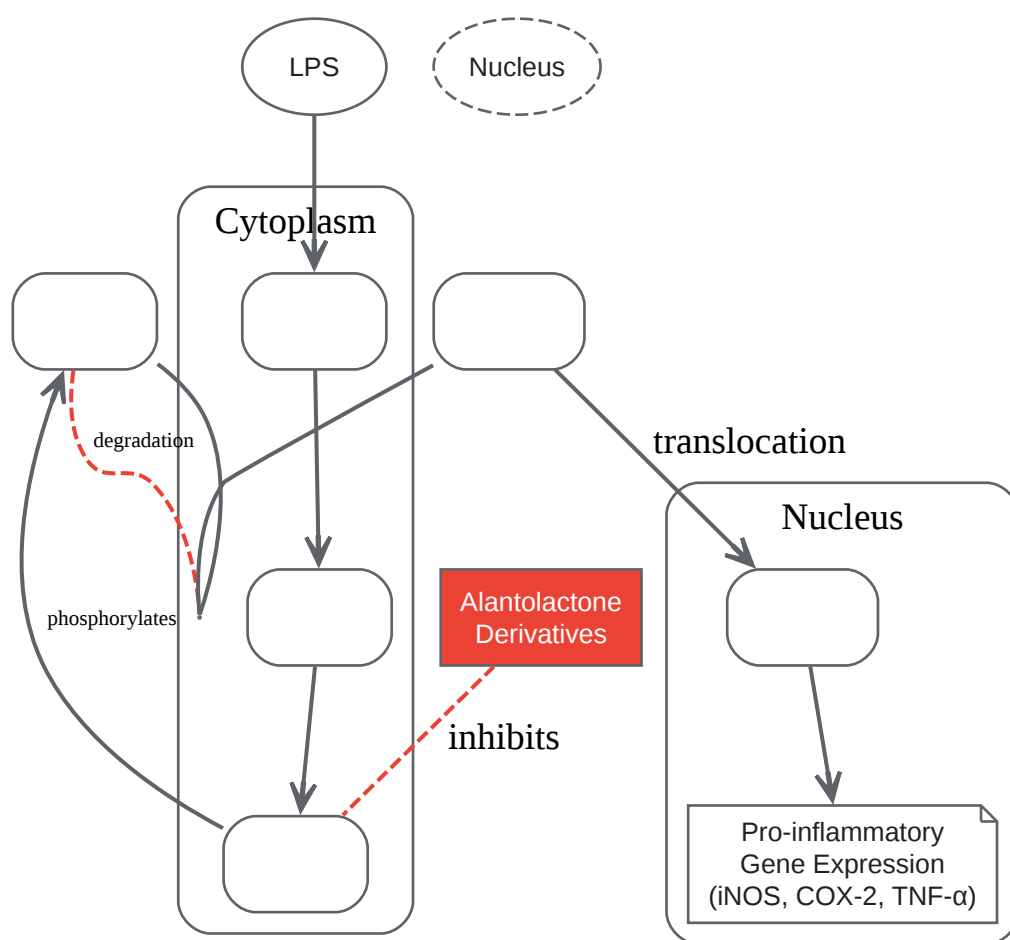 LPS
Nucleus
Cytoplasm
degradation
translocation
Nucleus
phosphorylates
Alantolactone
Derivatives
inhibits
Pro-inflammatory
Gene Expression
(iNOS, COX-2, TNF-α)